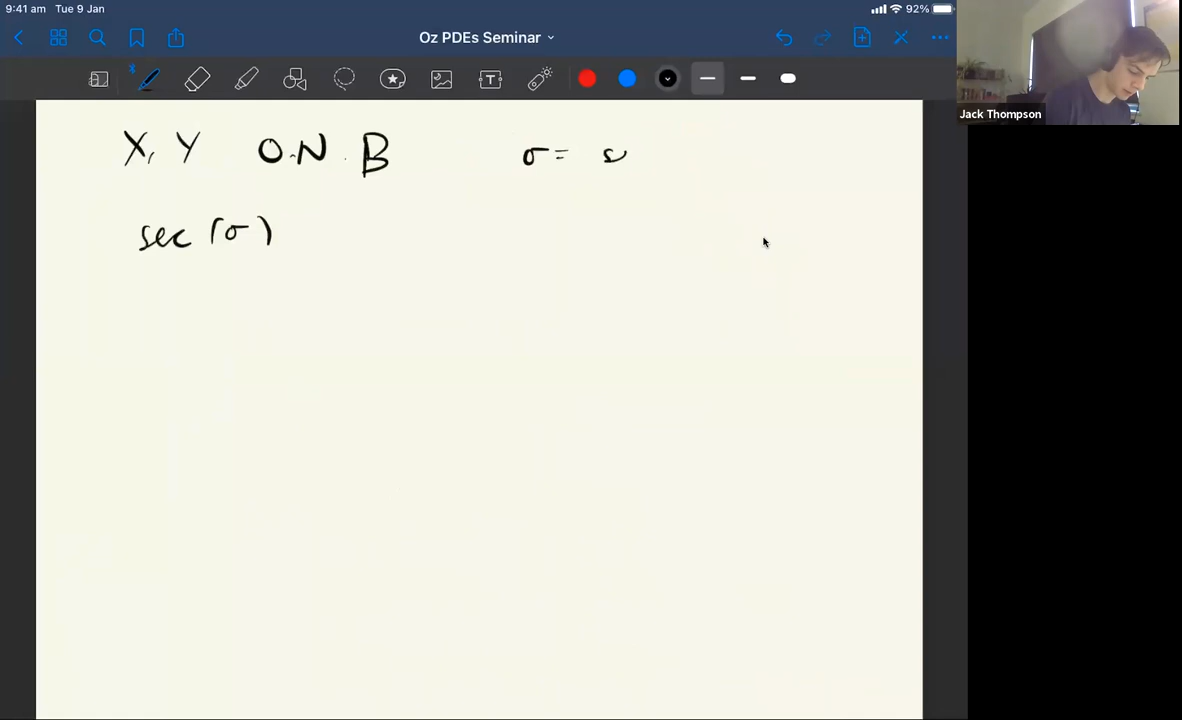 9:41 am Tue 9 Jan
92%
Oz PDEs Seminar
Jack Thompson
X, Y O.N.B σ =
sec (σ)